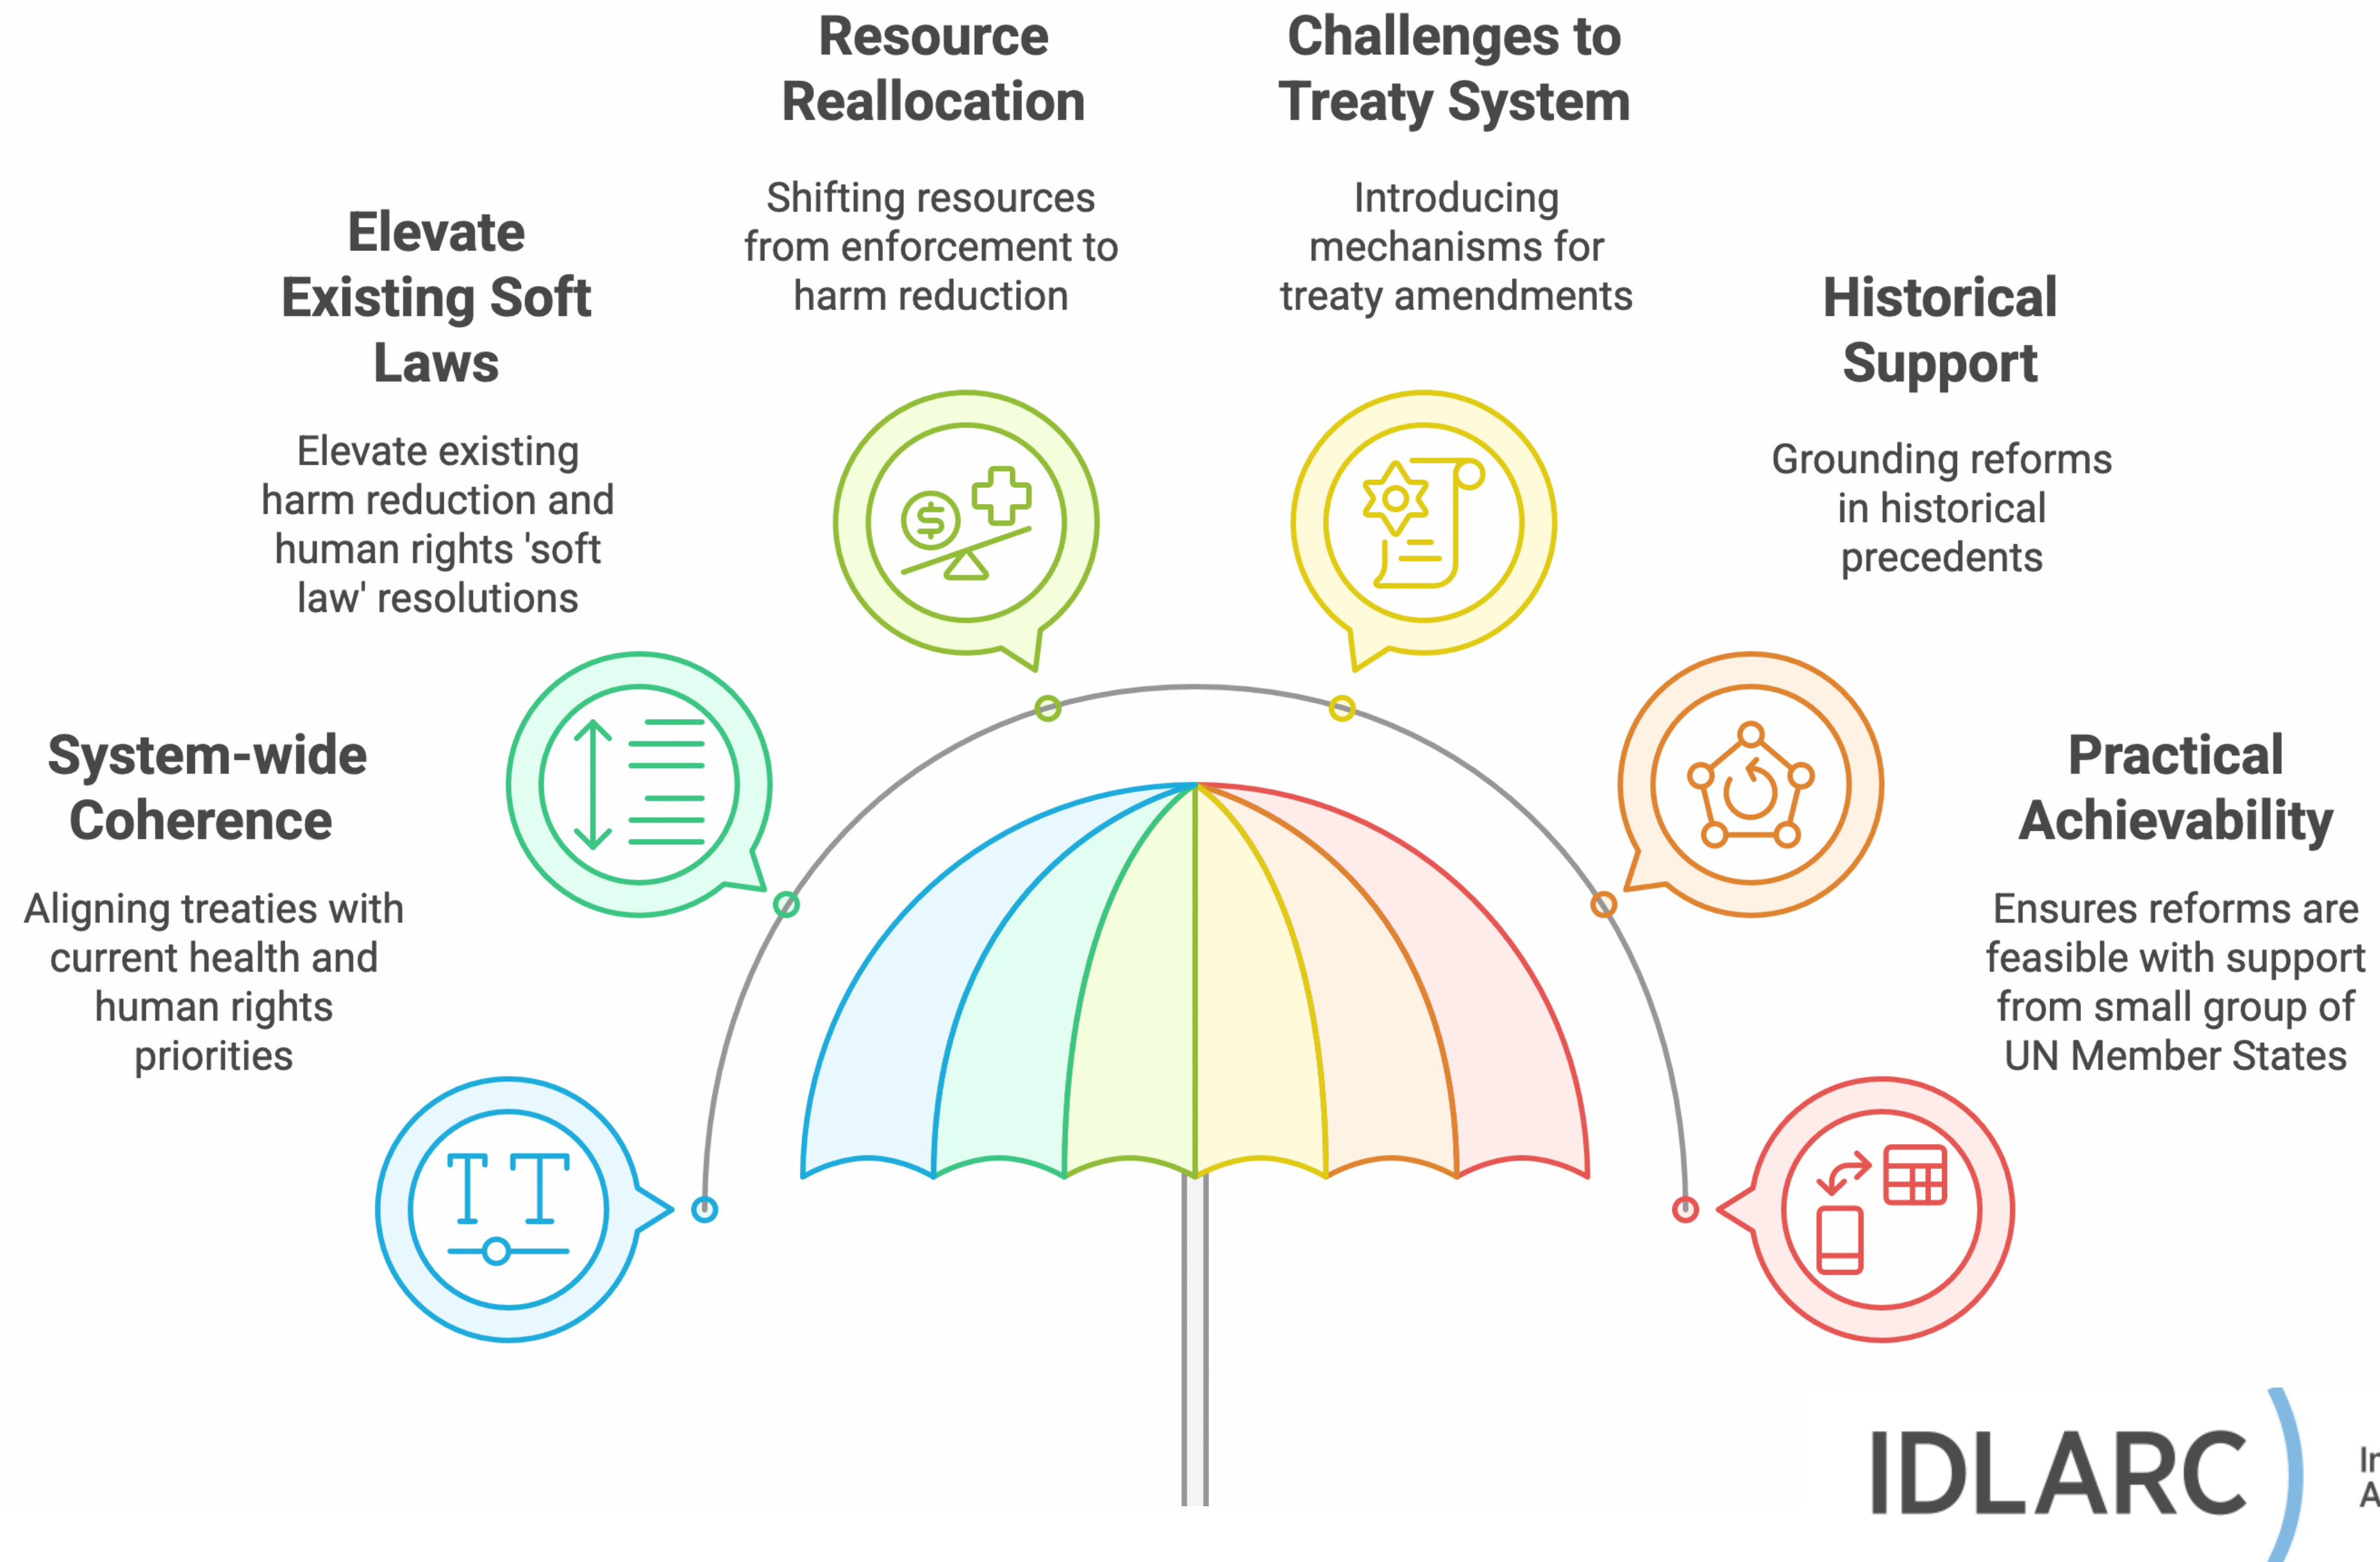 System-wide
Coherence
Aligning treaties with
current health and
human rights
priorities
Elevate
Existing Soft
Laws
Elevate existing
harm reduction and
human rights 'soft
law' resolutions
Resource
Reallocation
Shifting resources
from enforcement to
harm reduction
Challenges to
Treaty System
Introducing
mechanisms for
treaty amendments
Historical
Support
Grounding reforms
in historical
precedents
Practical
Achievability
Ensures reforms are
feasible with support
from small group of
UN Member States
IDLARC